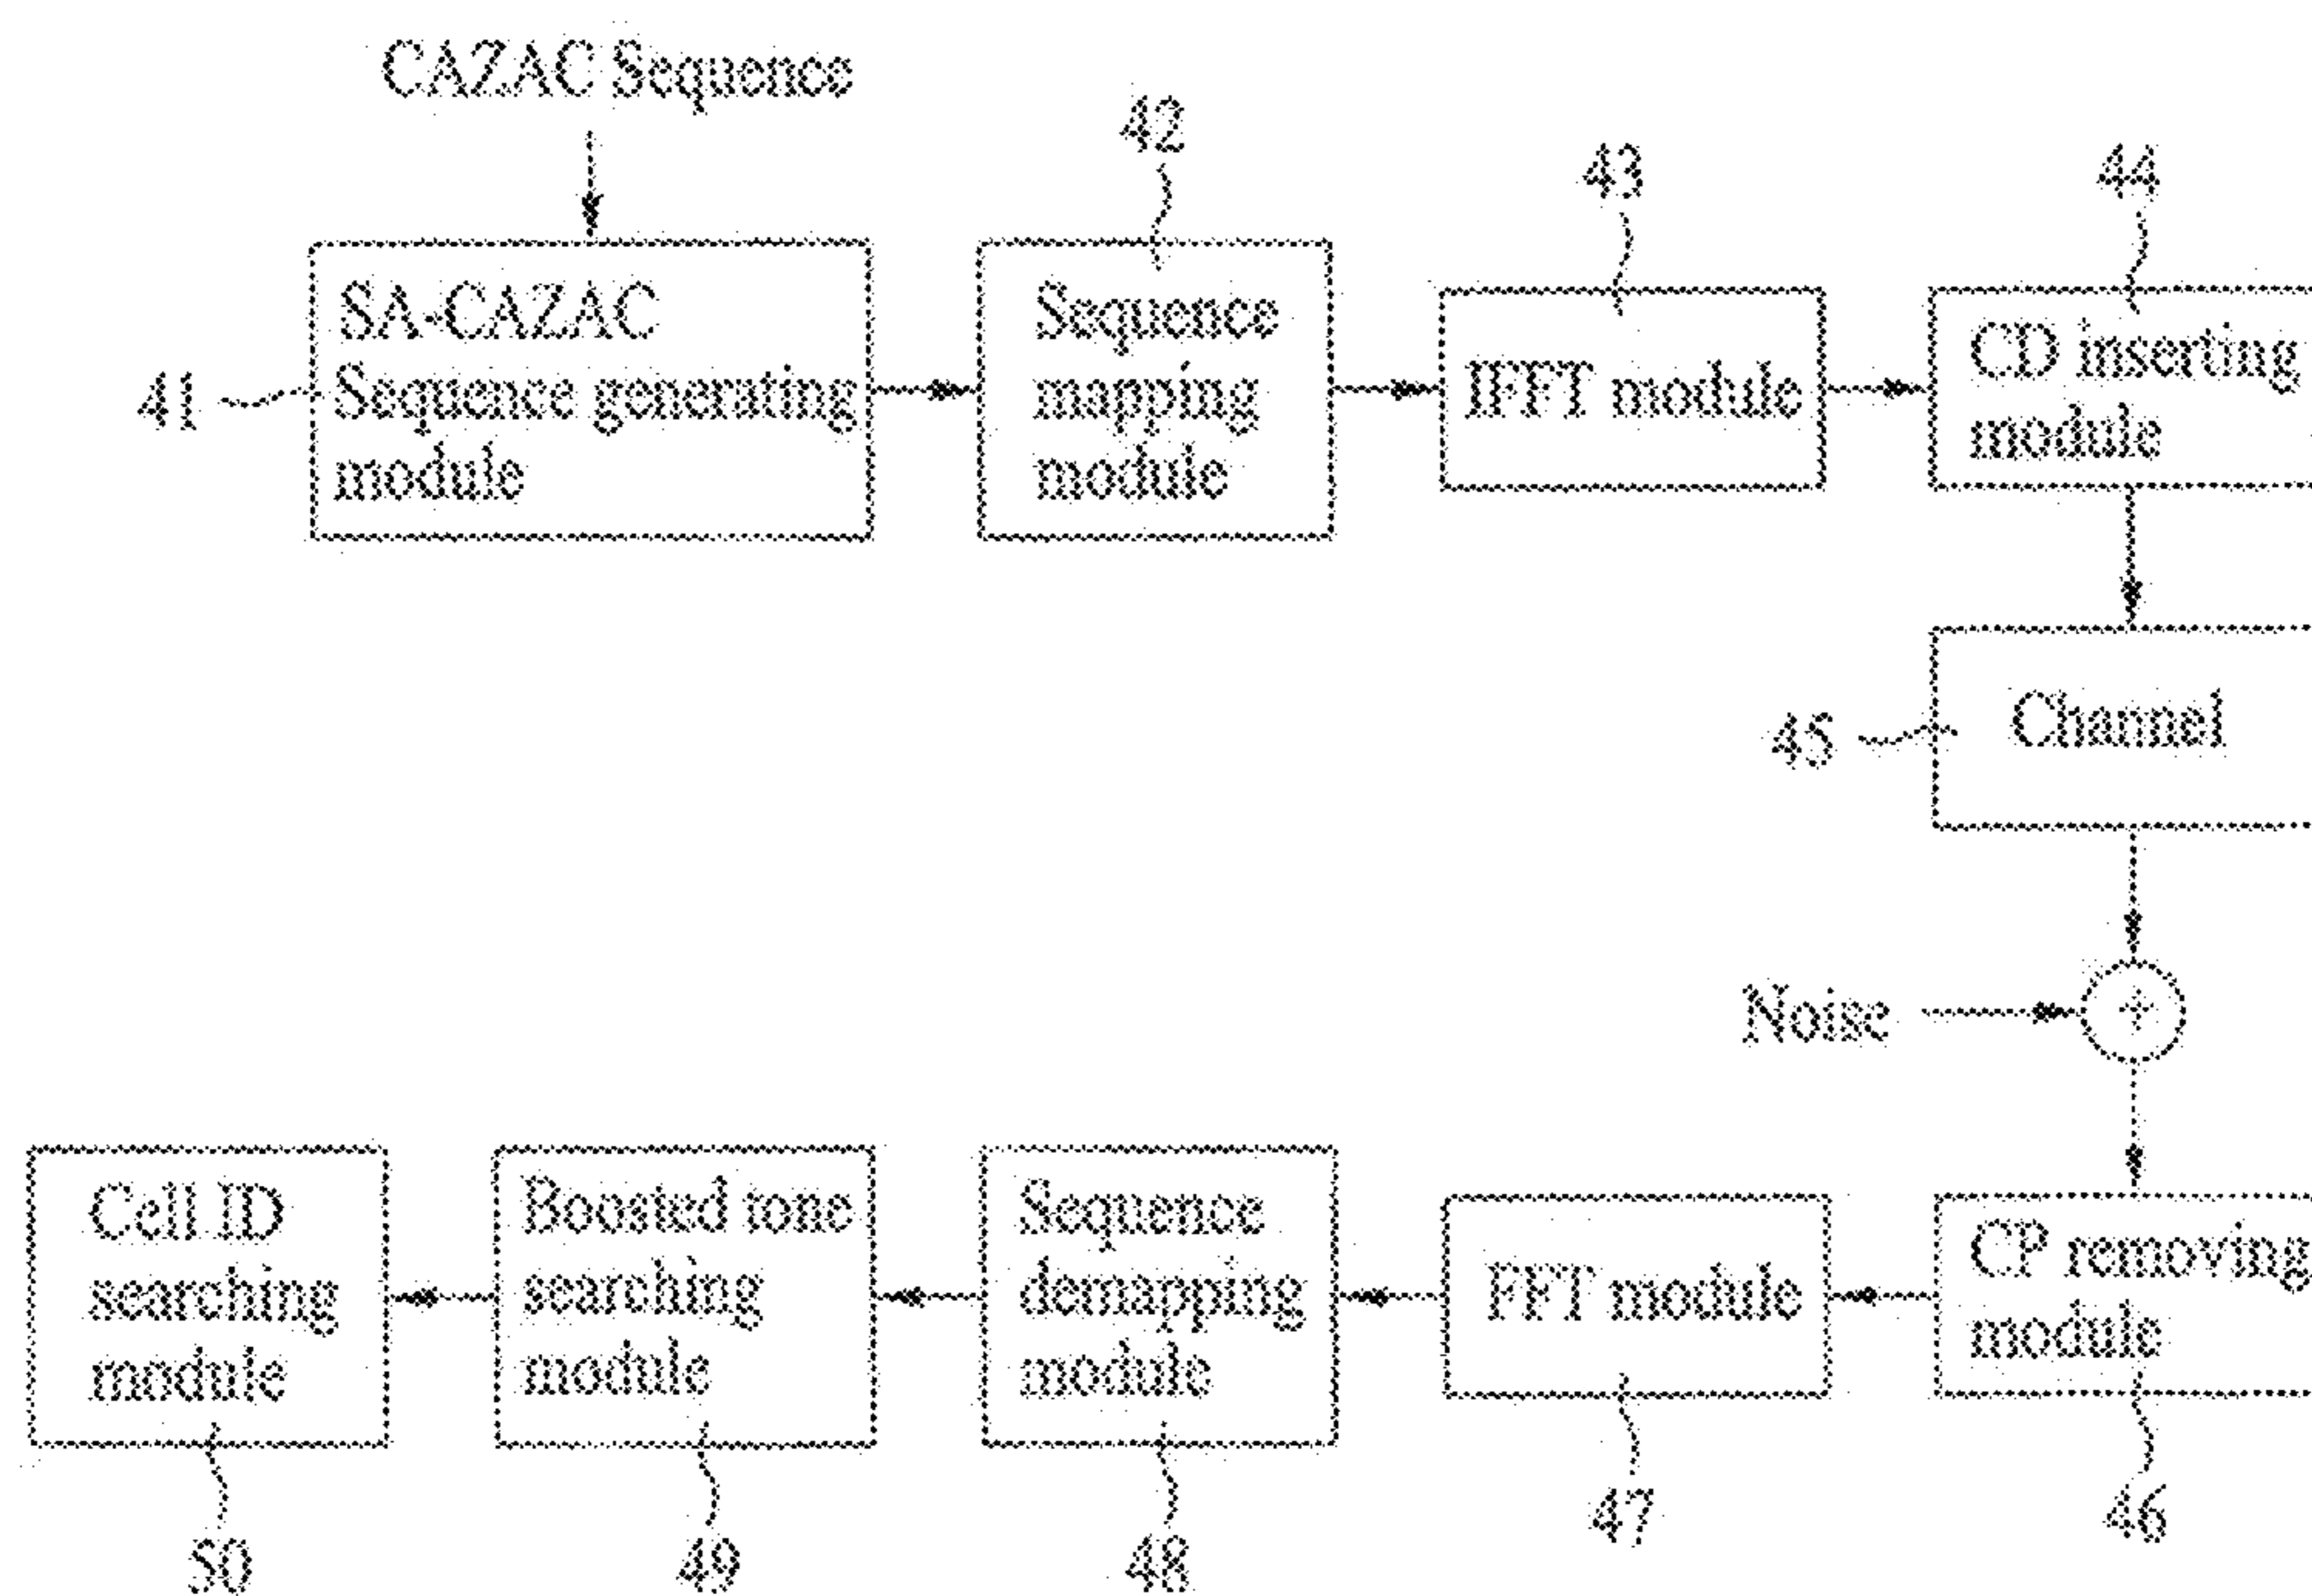 CAZAC Sequence
42
43
44
SA-CAZAC
Sequence generating
module
41
Sequence
mapping
module
IFFT module
CD inserting
module
45
Channel
Noise
+
Cell ID
searching
module
Boosted tone
searching
module
Sequence
demapping
module
FFT module
CP removing
module
50
49
48
47
46